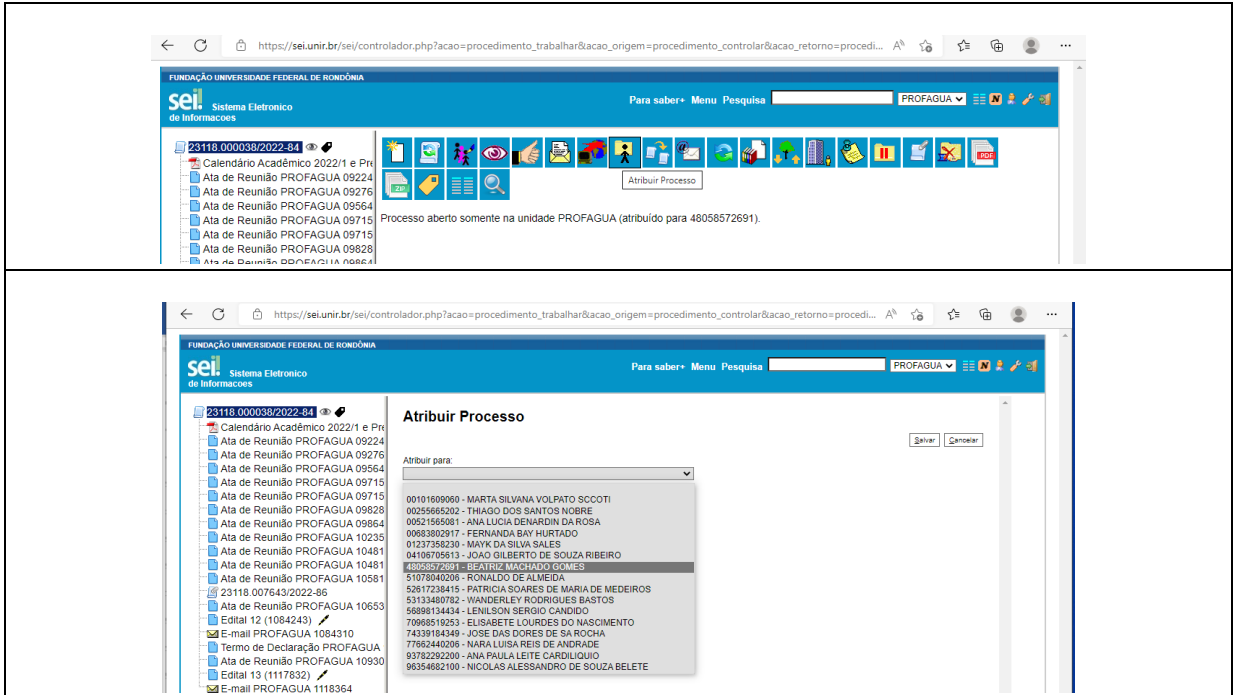 https://sei.unir.br/sei/controlador.php?acao=procedimento_trabalhar&acao_origem=procedimento_controlar&acao_retorno=procedi...
FUNDAÇÃO UNIVERSIDADE FEDERAL DE RONDÔNIA
sei! Sistema Eletronico
de Informacoes
Para saber+ Menu Pesquisa PROFAGUA
23118.000038/2022-84
Calendário Acadêmico 2022/1 e Pre
Ata de Reunião PROFAGUA 09224
Ata de Reunião PROFAGUA 09276
Ata de Reunião PROFAGUA 09564
Ata de Reunião PROFAGUA 09715
Ata de Reunião PROFAGUA 09715
Ata de Reunião PROFAGUA 09828
Ata de Reunião PROFAGUA 09864
PDF
ZIP
Atribuir Processo
Processo aberto somente na unidade PROFAGUA (atribuído para 48058572691).
https://sei.unir.br/sei/controlador.php?acao=procedimento_trabalhar&acao_origem=procedimento_controlar&acao_retorno=procedi...
FUNDAÇÃO UNIVERSIDADE FEDERAL DE RONDÔNIA
sei! Sistema Eletronico
de Informacoes
Para saber+ Menu Pesquisa PROFAGUA
23118.000038/2022-84
Calendário Acadêmico 2022/1 e Pre
Ata de Reunião PROFAGUA 09224
Ata de Reunião PROFAGUA 09276
Ata de Reunião PROFAGUA 09564
Ata de Reunião PROFAGUA 09715
Ata de Reunião PROFAGUA 09715
Ata de Reunião PROFAGUA 09828
Ata de Reunião PROFAGUA 09864
Ata de Reunião PROFAGUA 10235
Ata de Reunião PROFAGUA 10481
Ata de Reunião PROFAGUA 10481
Ata de Reunião PROFAGUA 10581
23118.007643/2022-86
Ata de Reunião PROFAGUA 10653
Edital 12 (1084243)
E-mail PROFAGUA 1084310
Termo de Declaração PROFAGUA
Ata de Reunião PROFAGUA 10930
Edital 13 (1117832)
E-mail PROFAGUA 1118364
Atribuir Processo
Salvar Cancelar
Atribuir para:
00101609060 - MARTA SILVANA VOLPATO SCCOTI
00255665202 - THIAGO DOS SANTOS NOBRE
00521565081 - ANA LUCIA DENARDIN DA ROSA
00683802917 - FERNANDA BAY HURTADO
01237358230 - MAYK DA SILVA SALES
04106705613 - JOAO GILBERTO DE SOUZA RIBEIRO
48058572691 - BEATRIZ MACHADO GOMES
51078040206 - RONALDO DE ALMEIDA
52617238415 - PATRICIA SOARES DE MARIA DE MEDEIROS
53133480782 - WANDERLEY RODRIGUES BASTOS
56898134434 - LENILSON SERGIO CANDIDO
70968519253 - ELISABETE LOURDES DO NASCIMENTO
74339184349 - JOSE DAS DORES DE SA ROCHA
77662440206 - NARA LUISA REIS DE ANDRADE
93782292200 - ANA PAULA LEITE CARDILIQUIO
96354682100 - NICOLAS ALESSANDRO DE SOUZA BELETE